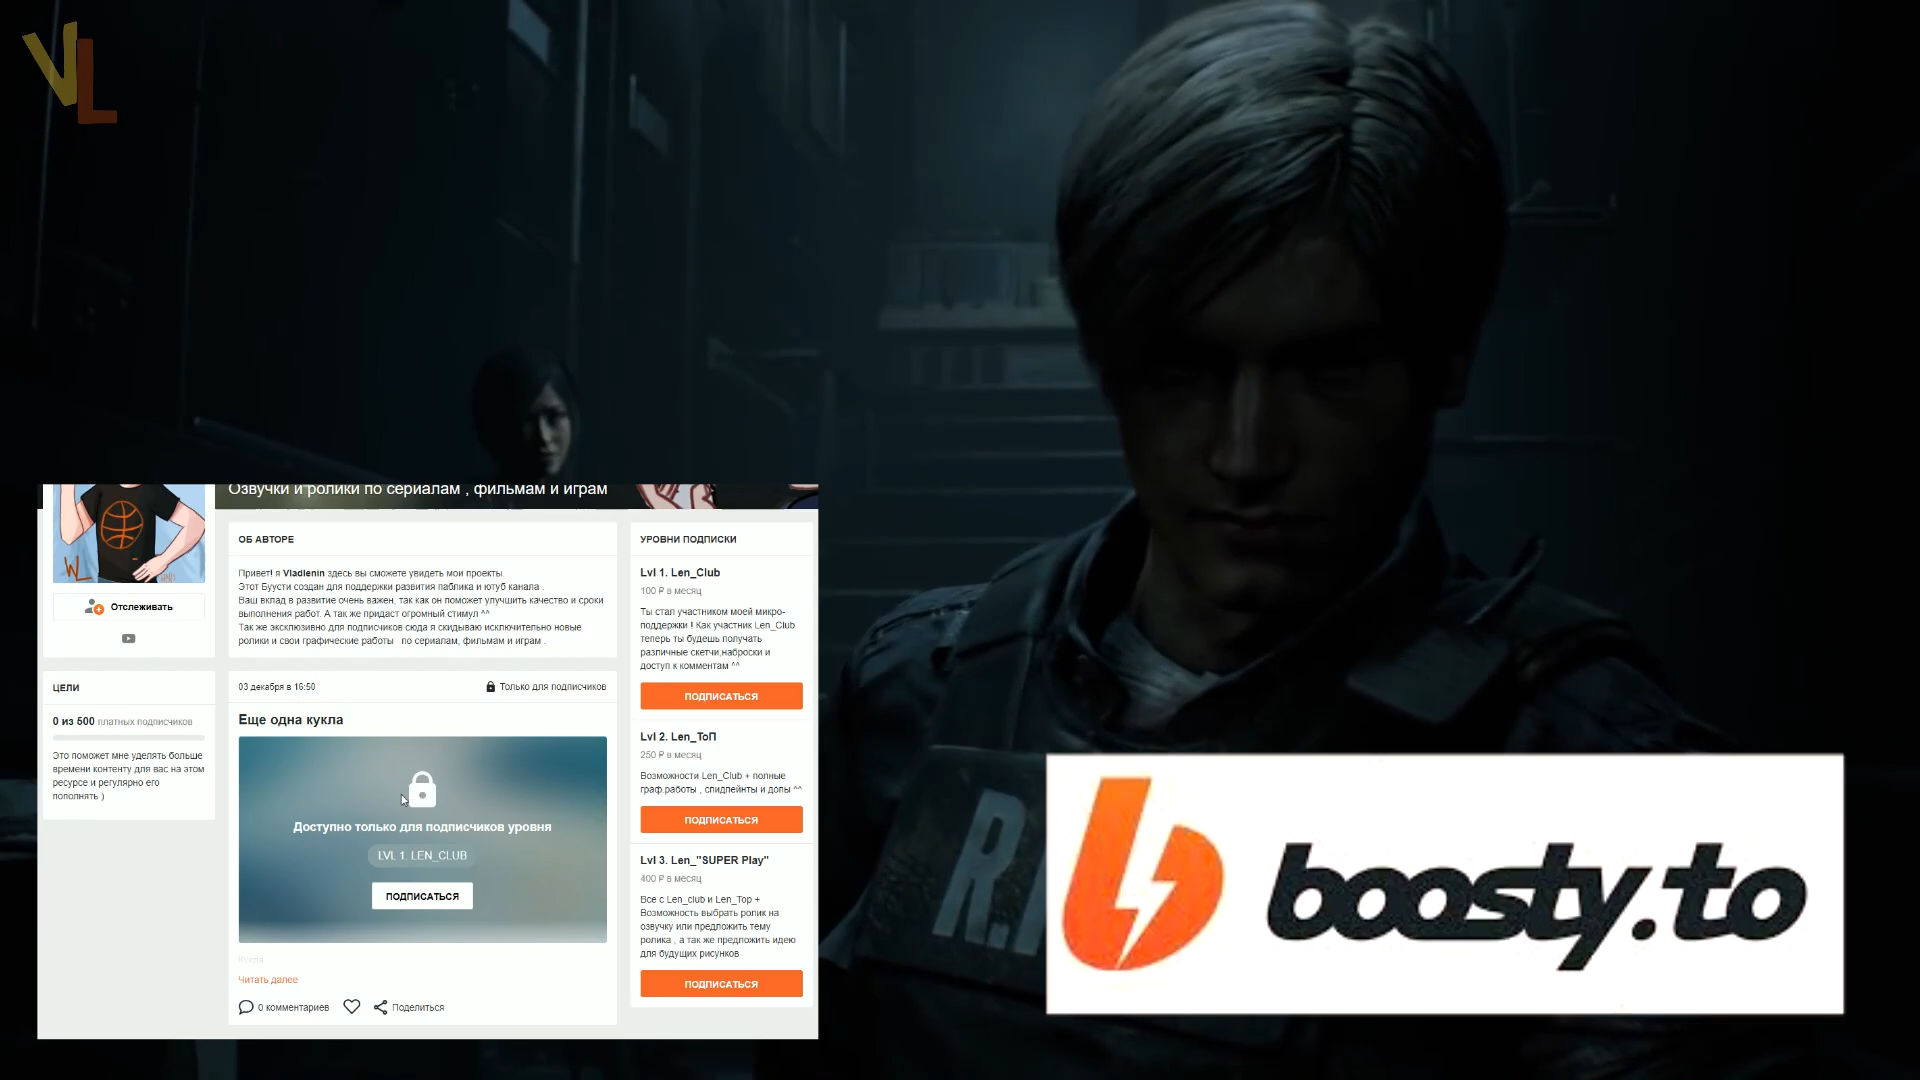 VL
Озвучки и ролики по сериалам , фильмам и играм
WL
Отслеживать
ЦЕЛИ
0 из 500 платных подписчиков
Это поможет мне уделять больше
времени контенту для вас на этом
ресурсе и регулярно его
пополнять )
ОБ АВТОРЕ
Привет! я Vladlenin здесь вы сможете увидеть мои проекты.
Этот Буусти создан для поддержки развития паблика и ютуб канала .
Ваш вклад в развитие очень важен, так как он поможет улучшить качество и сроки
выполнения работ. А так же придаст огромный стимул ^^
Так же эксклюзивно для подписчиков сюда я скидываю исключительно новые
ролики и свои графические работы по сериалам, фильмам и играм .
03 декабря в 16:50
Только для подписчиков
Еще одна кукла
Доступно только для подписчиков уровня
LVL 1. LEN_CLUB
ПОДПИСАТЬСЯ
Кукла
Читать далее
0 комментариев
Поделиться
УРОВНИ ПОДПИСКИ
Lvl 1. Len_Club
100 ₽ в месяц
Ты стал участником моей микро-
поддержки ! Как участник Len_Club
теперь ты будешь получать
различные скетчи,наброски и
доступ к комментам ^^
ПОДПИСАТЬСЯ
Lvl 2. Len_ТоП
250 ₽ в месяц
Возможности Len_Club + полные
граф.работы , спидпейнты и допы ^^
ПОДПИСАТЬСЯ
Lvl 3. Len_"SUPER Play"
400 ₽ в месяц
Все с Len_club и Len_Top +
Возможность выбрать ролик на
озвучку или предложить тему
ролика , а так же предложить идею
для будущих рисунков
ПОДПИСАТЬСЯ
R.
boosty.to